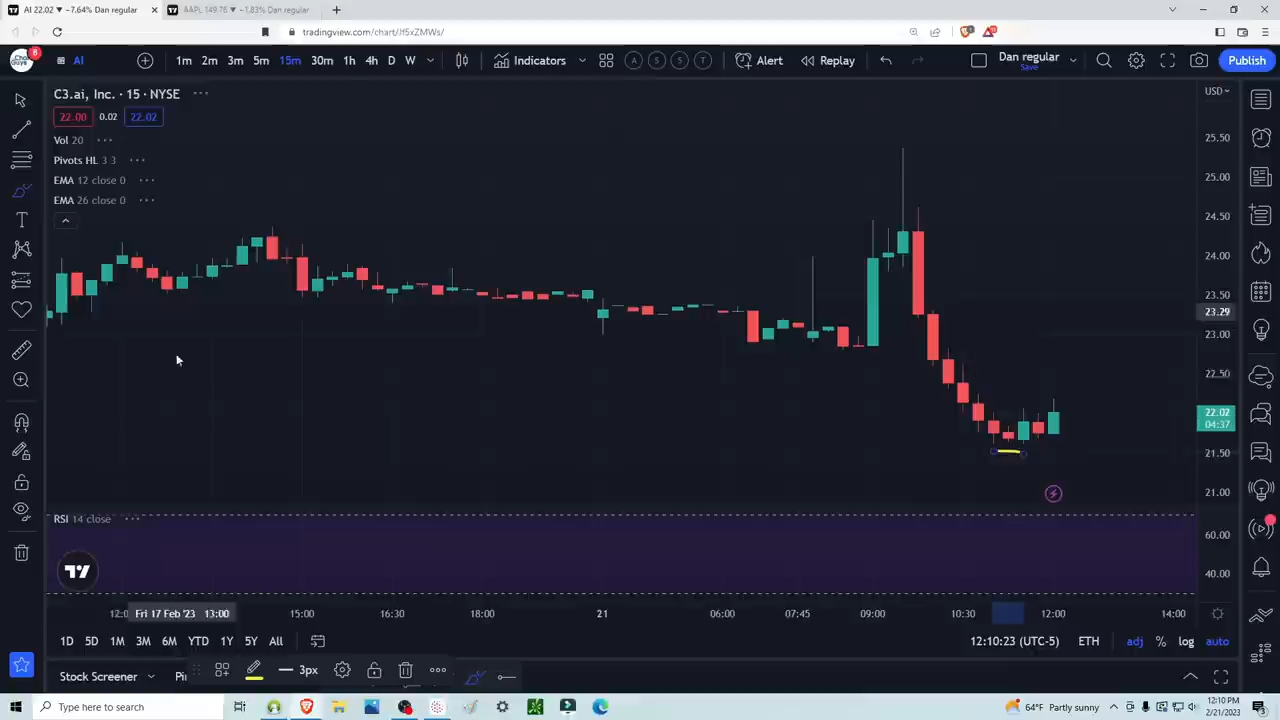 AI 22.02 ▼ −7.64% Dan regular
AAPL 149.76 ▼ −1.83% Dan regular
tradingview.com/chart/Jf5xZMWs/
8
AI
1m 2m 3m 5m 15m 30m 1h 4h D W
Indicators
A S S T
Alert
Replay
Dan regular
Save
Publish
C3.ai, Inc. · 15 · NYSE
USD
22.00 0.02 22.02
Vol 20
Pivots HL 3 3
EMA 12 close 0
EMA 26 close 0
25.50
25.00
24.50
24.00
23.50
23.29
23.00
22.50
22.02
04:37
21.50
21.00
RSI 14 close
60.00
40.00
12:0
Fri 17 Feb '23 13:00
15:00 16:30 18:00 21 06:00 07:45 09:00 10:30 12:00 14:00
1D 5D 1M 3M 6M YTD 1Y 5Y All
12:10:23 (UTC-5)
ETH
adj % log auto
Stock Screener
Pi
3px
Type here to search
64°F Partly sunny
12:10 PM
2/21/2023
3